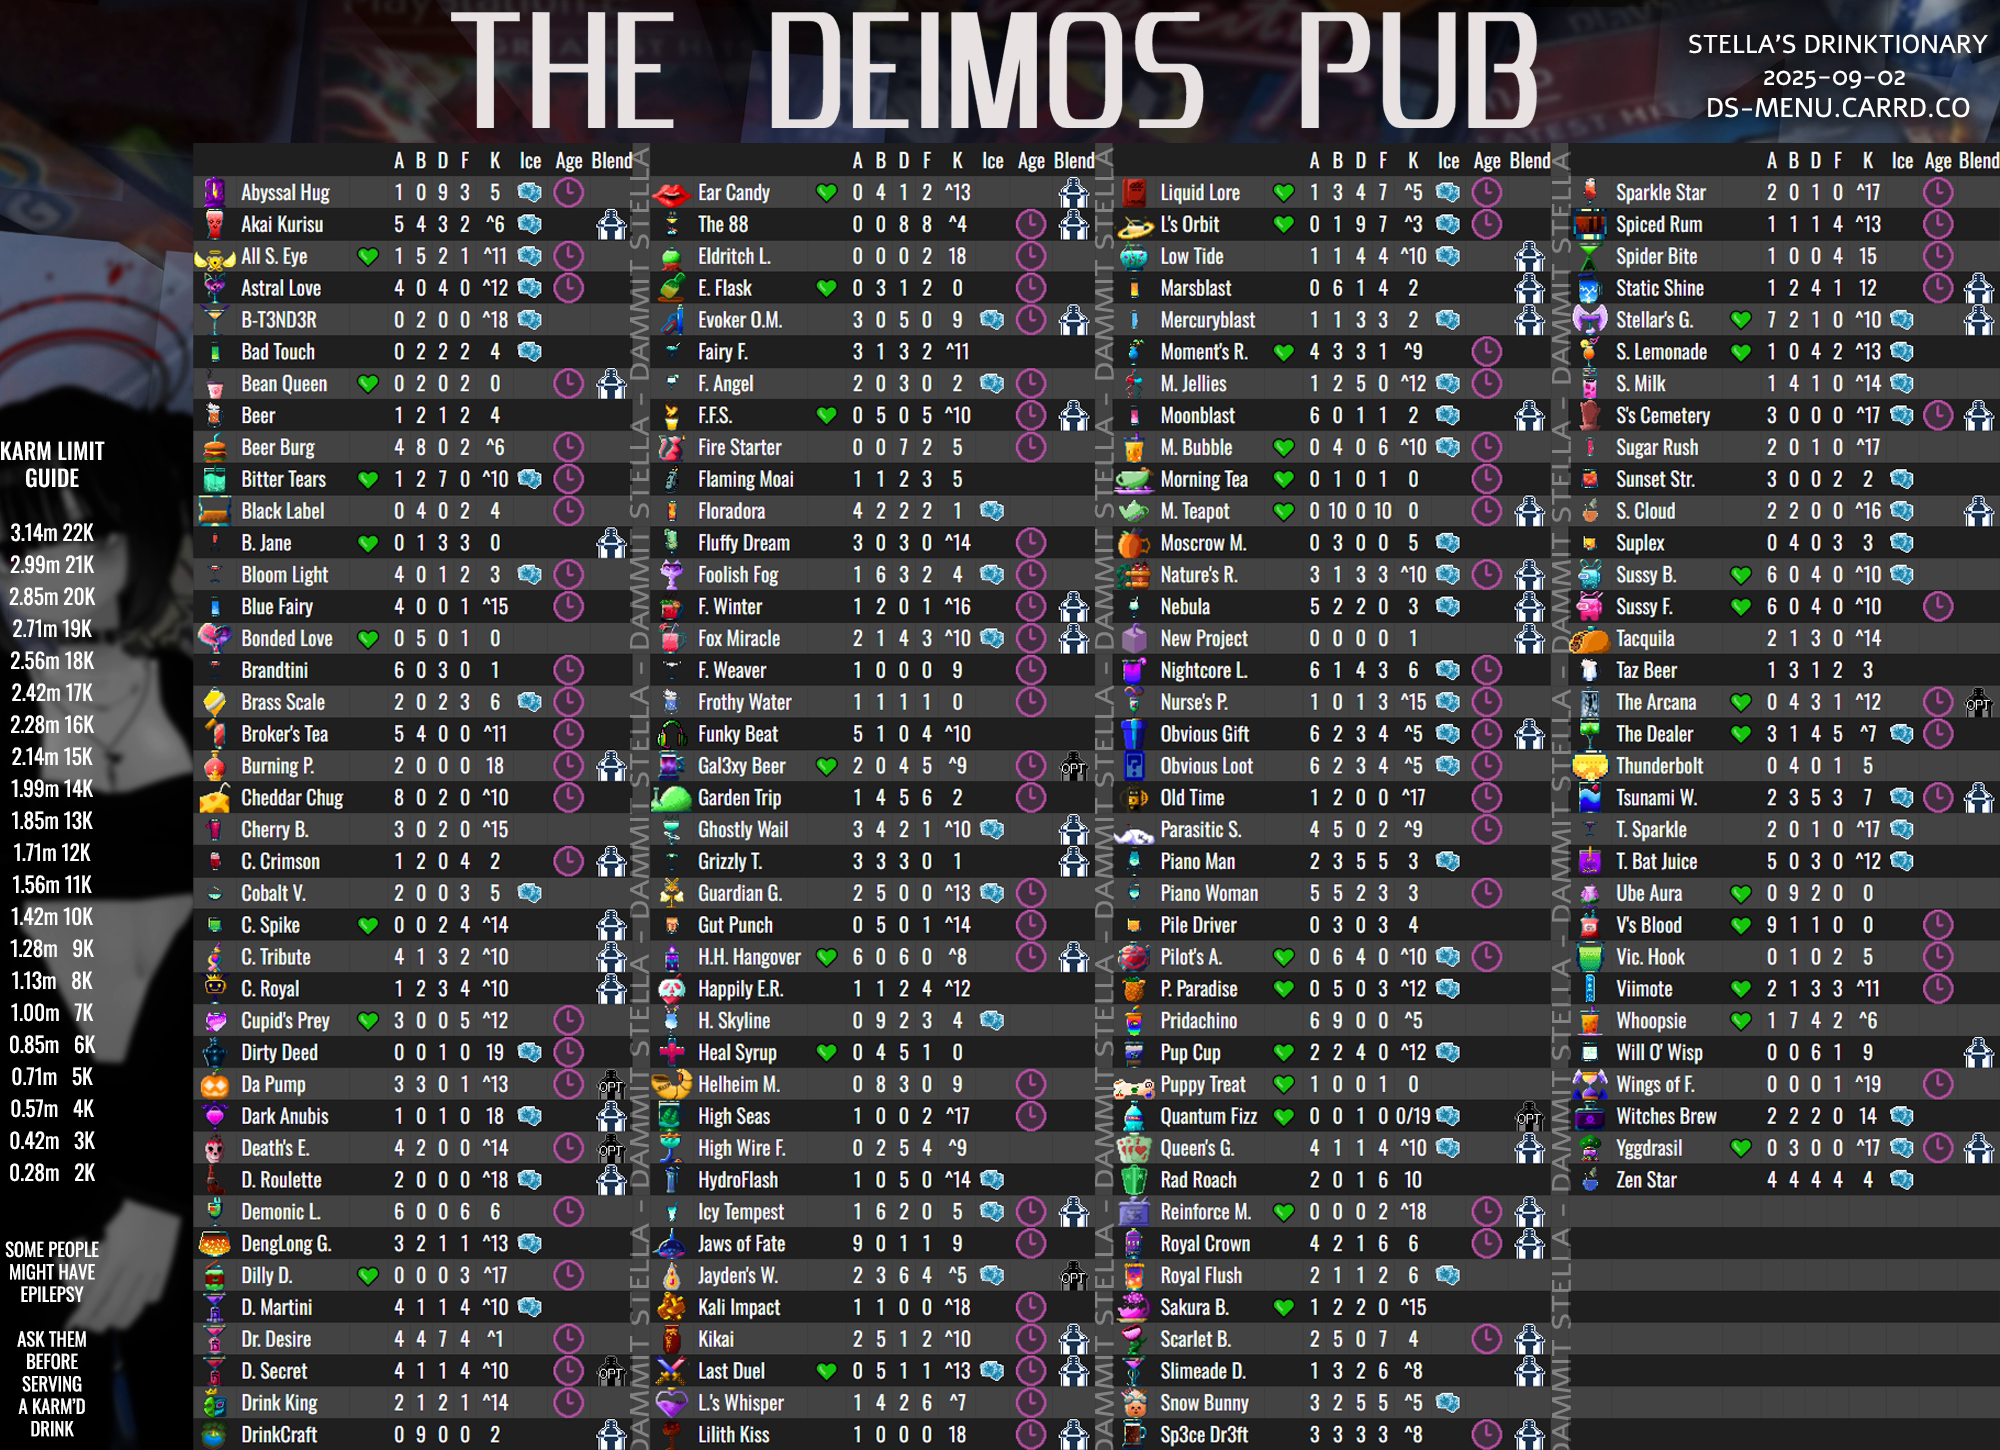 THE DEIMOS PUB
STELLA'S DRINKTIONARY
2025-09-02
DS-MENU.CARRD.CO
KARM LIMIT
GUIDE
3.14m 22K
2.99m 21K
2.85m 20K
2.71m 19K
2.56m 18K
2.42m 17K
2.28m 16K
2.14m 15K
1.99m 14K
1.85m 13K
1.71m 12K
1.56m 11K
1.42m 10K
1.28m 9K
1.13m 8K
1.00m 7K
0.85m 6K
0.71m 5K
0.57m 4K
0.42m 3K
0.28m 2K
SOME PEOPLE
MIGHT HAVE
EPILEPSY
ASK THEM
BEFORE
SERVING
A KARM'D
DRINK
A B D F K Ice Age Blend
Abyssal Hug 1 0 9 3 5
Akai Kurisu 5 4 3 2 ^6
All S. Eye 1 5 2 1 ^11
Astral Love 4 0 4 0 ^12
B-T3ND3R 0 2 0 0 ^18
Bad Touch 0 2 2 2 4
Bean Queen 0 2 0 2 0
Beer 1 2 1 2 4
Beer Burg 4 8 0 2 ^6
Bitter Tears 1 2 7 0 ^10
Black Label 0 4 0 2 4
B. Jane 0 1 3 3 0
Bloom Light 4 0 1 2 3
Blue Fairy 4 0 0 1 ^15
Bonded Love 0 5 0 1 0
Brandtini 6 0 3 0 1
Brass Scale 2 0 2 3 6
Broker's Tea 5 4 0 0 ^11
Burning P. 2 0 0 0 18
Cheddar Chug 8 0 2 0 ^10
Cherry B. 3 0 2 0 ^15
C. Crimson 1 2 0 4 2
Cobalt V. 2 0 0 3 5
C. Spike 0 0 2 4 ^14
C. Tribute 4 1 3 2 ^10
C. Royal 1 2 3 4 ^10
Cupid's Prey 3 0 0 5 ^12
Dirty Deed 0 0 1 0 19
Da Pump 3 3 0 1 ^13 OPT
Dark Anubis 1 0 1 0 18
Death's E. 4 2 0 0 ^14 OPT
D. Roulette 2 0 0 0 ^18
Demonic L. 6 0 0 6 6
DengLong G. 3 2 1 1 ^13
Dilly D. 0 0 0 3 ^17
D. Martini 4 1 1 4 ^10
Dr. Desire 4 4 7 4 ^1
D. Secret 4 1 1 4 ^10 OPT
Drink King 2 1 2 1 ^14
DrinkCraft 0 9 0 0 2
DAMMIT STELLA - DAMMIT STELLA - DAMMIT STELLA - DAMMIT STELLA
A B D F K Ice Age Blend
Ear Candy 0 4 1 2 ^13
The 88 0 0 8 8 ^4
Eldritch L. 0 0 0 2 18
E. Flask 0 3 1 2 0
Evoker O.M. 3 0 5 0 9
Fairy F. 3 1 3 2 ^11
F. Angel 2 0 3 0 2
F.F.S. 0 5 0 5 ^10
Fire Starter 0 0 7 2 5
Flaming Moai 1 1 2 3 5
Floradora 4 2 2 2 1
Fluffy Dream 3 0 3 0 ^14
Foolish Fog 1 6 3 2 4
F. Winter 1 2 0 1 ^16
Fox Miracle 2 1 4 3 ^10
F. Weaver 1 0 0 0 9
Frothy Water 1 1 1 1 0
Funky Beat 5 1 0 4 ^10
Gal3xy Beer 2 0 4 5 ^9 OPT
Garden Trip 1 4 5 6 2
Ghostly Wail 3 4 2 1 ^10
Grizzly T. 3 3 3 0 1
Guardian G. 2 5 0 0 ^13
Gut Punch 0 5 0 1 ^14
H.H. Hangover 6 0 6 0 ^8
Happily E.R. 1 1 2 4 ^12
H. Skyline 0 9 2 3 4
Heal Syrup 0 4 5 1 0
Helheim M. 0 8 3 0 9
High Seas 1 0 0 2 ^17
High Wire F. 0 2 5 4 ^9
HydroFlash 1 0 5 0 ^14
Icy Tempest 1 6 2 0 5
Jaws of Fate 9 0 1 1 9
Jayden's W. 2 3 6 4 ^5 OPT
Kali Impact 1 1 0 0 ^18
Kikai 2 5 1 2 ^10
Last Duel 0 5 1 1 ^13
L.'s Whisper 1 4 2 6 ^7
Lilith Kiss 1 0 0 0 18
DAMMIT STELLA - DAMMIT STELLA - DAMMIT STELLA - DAMMIT STELLA
A B D F K Ice Age Blend
Liquid Lore 1 3 4 7 ^5
L's Orbit 0 1 9 7 ^3
Low Tide 1 1 4 4 ^10
Marsblast 0 6 1 4 2
Mercuryblast 1 1 3 3 2
Moment's R. 4 3 3 1 ^9
M. Jellies 1 2 5 0 ^12
Moonblast 6 0 1 1 2
M. Bubble 0 4 0 6 ^10
Morning Tea 0 1 0 1 0
M. Teapot 0 10 0 10 0
Moscrow M. 0 3 0 0 5
Nature's R. 3 1 3 3 ^10
Nebula 5 2 2 0 3
New Project 0 0 0 0 1
Nightcore L. 6 1 4 3 6
Nurse's P. 1 0 1 3 ^15
Obvious Gift 6 2 3 4 ^5
Obvious Loot 6 2 3 4 ^5
Old Time 1 2 0 0 ^17
Parasitic S. 4 5 0 2 ^9
Piano Man 2 3 5 5 3
Piano Woman 5 5 2 3 3
Pile Driver 0 3 0 3 4
Pilot's A. 0 6 4 0 ^10
P. Paradise 0 5 0 3 ^12
Pridachino 6 9 0 0 ^5
Pup Cup 2 2 4 0 ^12
Puppy Treat 1 0 0 1 0
Quantum Fizz 0 0 1 0 0/19 OPT
Queen's G. 4 1 1 4 ^10
Rad Roach 2 0 1 6 10
Reinforce M. 0 0 0 2 ^18
Royal Crown 4 2 1 6 6
Royal Flush 2 1 1 2 6
Sakura B. 1 2 2 0 ^15
Scarlet B. 2 5 0 7 4
Slimeade D. 1 3 2 6 ^8
Snow Bunny 3 2 5 5 ^5
Sp3ce Dr3ft 3 3 3 3 ^8
DAMMIT STELLA - DAMMIT STELLA - DAMMIT STELLA - DAMMIT STELLA
A B D F K Ice Age Blend
Sparkle Star 2 0 1 0 ^17
Spiced Rum 1 1 1 4 ^13
Spider Bite 1 0 0 4 15
Static Shine 1 2 4 1 12
Stellar's G. 7 2 1 0 ^10
S. Lemonade 1 0 4 2 ^13
S. Milk 1 4 1 0 ^14
S's Cemetery 3 0 0 0 ^17
Sugar Rush 2 0 1 0 ^17
Sunset Str. 3 0 0 2 2
S. Cloud 2 2 0 0 ^16
Suplex 0 4 0 3 3
Sussy B. 6 0 4 0 ^10
Sussy F. 6 0 4 0 ^10
Tacquila 2 1 3 0 ^14
Taz Beer 1 3 1 2 3
The Arcana 0 4 3 1 ^12 OPT
The Dealer 3 1 4 5 ^7
Thunderbolt 0 4 0 1 5
Tsunami W. 2 3 5 3 7
T. Sparkle 2 0 1 0 ^17
T. Bat Juice 5 0 3 0 ^12
Ube Aura 0 9 2 0 0
V's Blood 9 1 1 0 0
Vic. Hook 0 1 0 2 5
Viimote 2 1 3 3 ^11
Whoopsie 1 7 4 2 ^6
Will O' Wisp 0 0 6 1 9
Wings of F. 0 0 0 1 ^19
Witches Brew 2 2 2 0 14
Yggdrasil 0 3 0 0 ^17
Zen Star 4 4 4 4 4